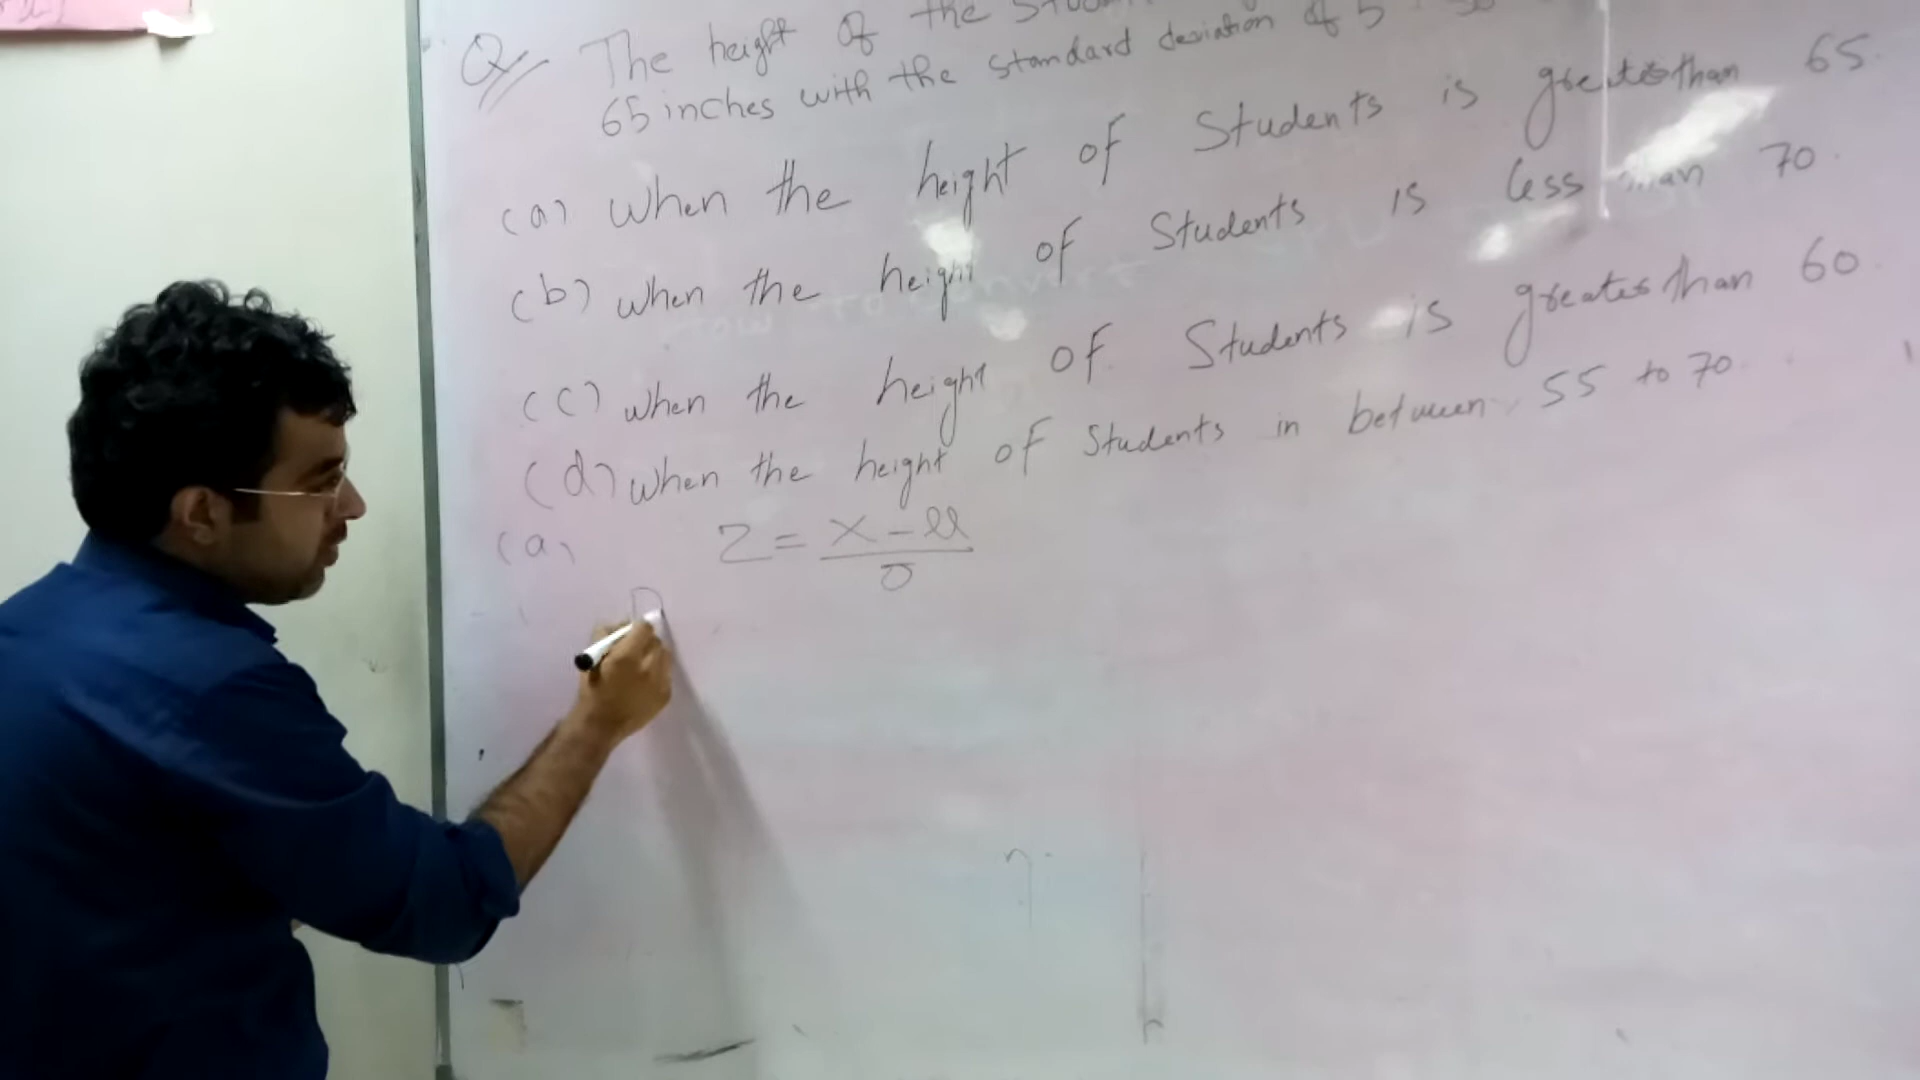 Q The height of the
65 inches with the standard deviation of 5
(a) when the height of Students is greater than 65.
(b) when the height of Students is less than 70.
(c) when the height of Students is greater than 60
(d) when the height of Students in between 55 to 70.
(a) Z = X - μ / σ
P